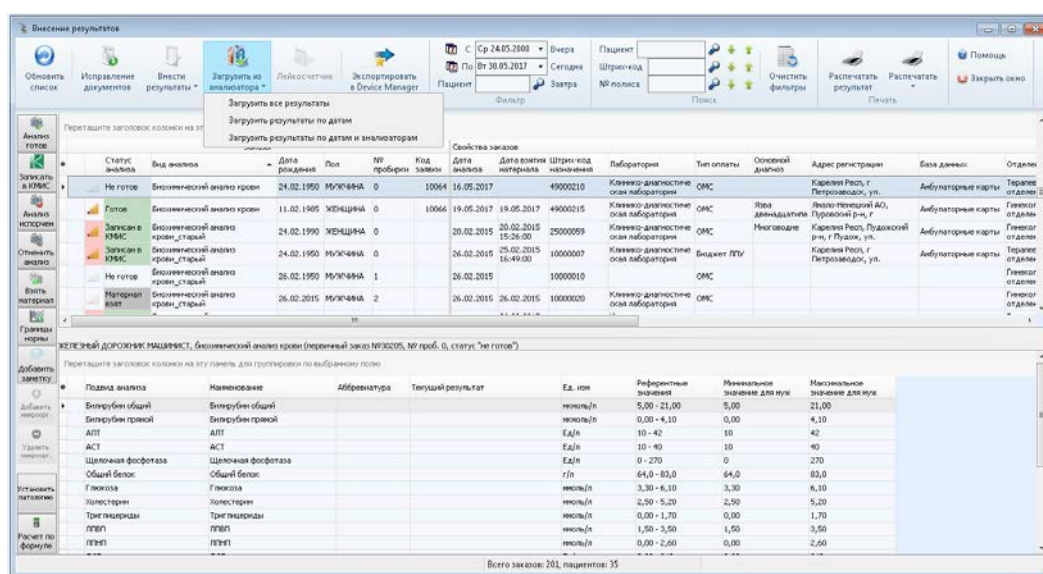 Внесение результатов
Обновить список
Исправление документов
Внести результаты
Загрузить из анализатора
Лейкосчетчик
Экспортировать в Device Manager
С Ср 24.05.2000 Вчера
По Вт 30.05.2017 Сегодня
Пациент Завтра
Фильтр
Пациент
Штрих-код
№ полиса
Поиск
Очистить фильтры
Распечатать результат
Распечатать
Печать
Помощь
Закрыть окно
Загрузить все результаты
Загрузить результаты по датам
Загрузить результаты по датам и анализаторам
Анализ готов
Записать в КМИС
Анализ испорчен
Отменить анализ
Взять материал
Границы нормы
Добавить заметку
Добавить
Удалить
Установить патологию
Расчет по формуле
Перетащите заголовок колонки на эт
Свойства заказов
Статус анализа Вид анализа Дата рождения Пол № пробирки Код заявки Дата анализа Дата взятия материала Штрих-код назначения Лаборатория Тип оплаты Основной диагноз Адрес регистрации База данных Отделен
Не готов Биохимический анализ крови 24.02.1950 МУЖЧИНА 0 10064 16.05.2017 49000210 Клинико-диагностиче ская лаборатория ОМС Карелия Респ, г Петрозаводск, ул. Амбулаторные карты Терапев отделен
Готов Биохимический анализ крови 11.02.1985 ЖЕНЩИНА 0 10066 19.05.2017 19.05.2017 49000215 Клинико-диагностиче ская лаборатория ОМС Язва двенадцатипе Ямало-Ненецкий АО, Пуровский р-н, г Амбулаторные карты Гинекол отделен
Записан в КМИС Биохимический анализ крови_старый 24.02.1990 ЖЕНЩИНА 0 20.02.2015 20.02.2015 15:26:00 25000059 Клинико-диагностиче ская лаборатория ОМС Многоводие Карелия Респ, Пудожский р-н, г Пудож, ул. Амбулаторные карты Гинекол отделен
Записан в КМИС Биохимический анализ крови_старый 24.02.1950 МУЖЧИНА 0 26.02.2015 25.02.2015 16:49:00 10000007 Клинико-диагностиче ская лаборатория Бюджет ЛПУ Карелия Респ, г Петрозаводск, ул. Амбулаторные карты Терапев отделен
Не готов Биохимический анализ крови_старый 26.02.1950 МУЖЧИНА 1 26.02.2015 10000010 ОМС Гинекол отделен
Материал взят Биохимический анализ крови_старый 26.02.2015 МУЖЧИНА 2 26.02.2015 26.02.2015 10000020 Клинико-диагностиче ская лаборатория ОМС Гинекол отделен
ЖЕЛЕЗНЫЙ ДОРОЖНИК МАШИНИСТ, биохимический анализ крови (первичный заказ №30205, № проб. 0, статус "не готов")
Перетащите заголовок колонки на эту панель для группировки по выбранному полю
Подвид анализа Наименование Аббревиатура Текущий результат Ед. изм Референтные значения Минимальное значение для муж Максимальное значение для муж
Билирубин общий Билирубин общий мкмоль/л 5,00 - 21,00 5,00 21,00
Билирубин прямой Билирубин прямой мкмоль/л 0,00 - 4,10 0,00 4,10
АЛТ АЛТ Ед/л 10 - 42 10 42
АСТ АСТ Ед/л 10 - 40 10 40
Щелочная фосфотаза Щелочная фосфотаза Ед/л 0 - 270 0 270
Общий белок Общий белок г/л 64,0 - 83,0 64,0 83,0
Глюкоза Глюкоза ммоль/л 3,30 - 6,10 3,30 6,10
Холестерин Холестерин ммоль/л 2,50 - 5,20 2,50 5,20
Триглицериды Триглицериды ммоль/л 0,00 - 1,70 0,00 1,70
ЛПВП ЛПВП ммоль/л 1,50 - 3,50 1,50 3,50
ЛПНП ЛПНП ммоль/л 0,00 - 2,60 0,00 2,60
Всего заказов: 201, пациентов: 35